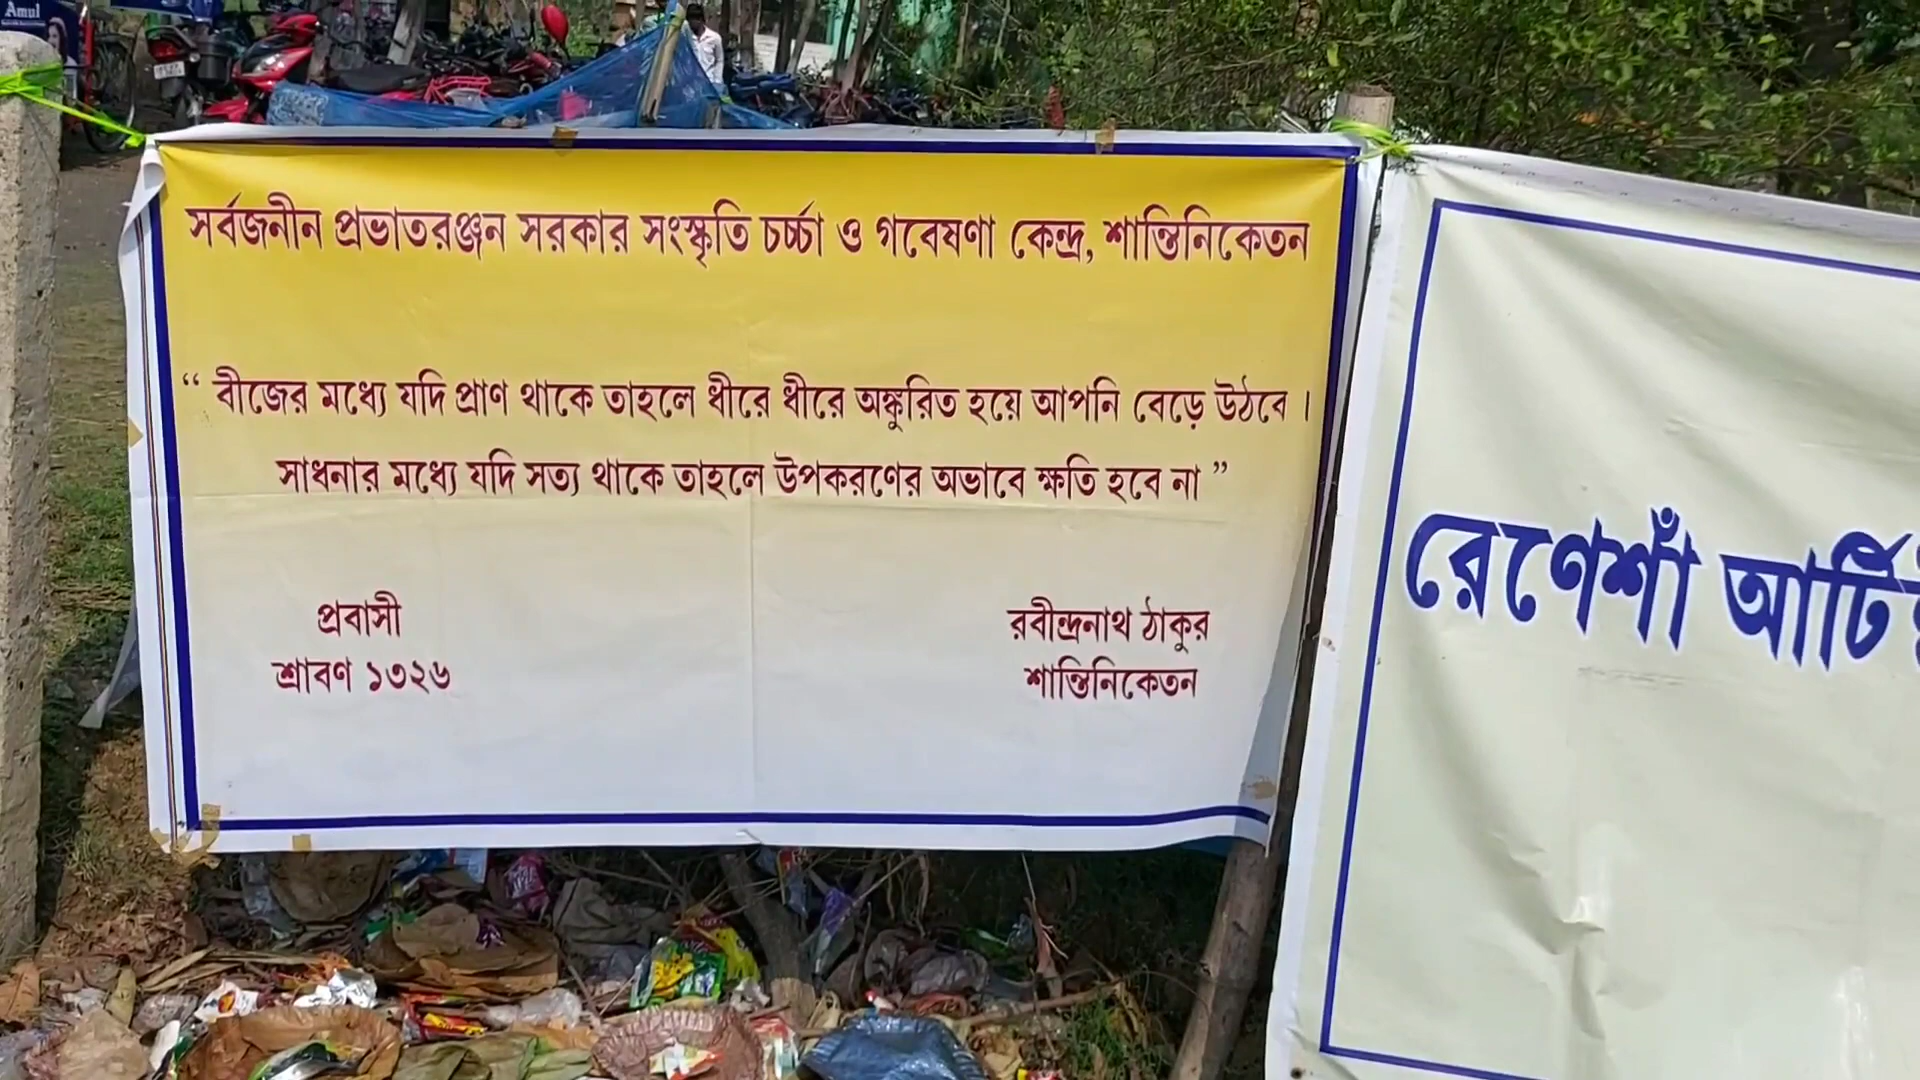 Amul
সর্বজনীন প্রভাতরঞ্জন সরকার সংস্কৃতি চর্চ্চা ও গবেষণা কেন্দ্র, শান্তিনিকেতন
“ বীজের মধ্যে যদি প্রাণ থাকে তাহলে ধীরে ধীরে অঙ্কুরিত হয়ে আপনি বেড়ে উঠবে ।
সাধনার মধ্যে যদি সত্য থাকে তাহলে উপকরণের অভাবে ক্ষতি হবে না ”
প্রবাসী
শ্রাবণ ১৩২৬
রবীন্দ্রনাথ ঠাকুর
শান্তিনিকেতন
রেণেশাঁ